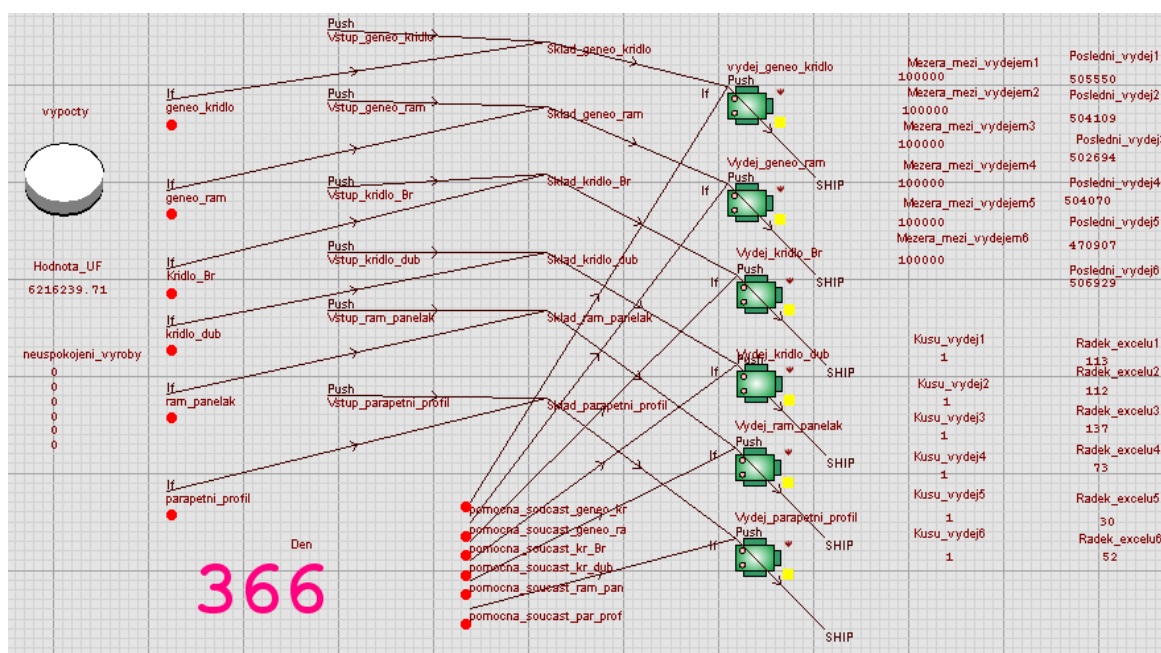 Push
Vstup_geneo_kridlo
Sklad_geneo_kridlo
vydej_geneo_kridlo
Push
If
Mezera_mezi_vydejem1
100000
Posledni_vydej1
505550
vypocty
If
geneo_kridlo
Push
Vstup_geneo_ram
Sklad_geneo_ram
Mezera_mezi_vydejem2
100000
Posledni_vydej2
504109
Mezera_mezi_vydejem3
100000
Posledni_vydej3
502694
If
geneo_ram
Push
Vstup_kridlo_Br
Sklad_kridlo_Br
Vydej_geneo_ram
Push
If
SHIP
Mezera_mezi_vydejem4
100000
Posledni_vydej4
504070
Mezera_mezi_vydejem5
100000
Posledni_vydej5
470907
Hodnota_UF
6216239.71
If
Kridlo_Br
Push
Vstup_kridlo_dub
Sklad_kridlo_dub
Vydej_kridlo_Br
Push
If
SHIP
Mezera_mezi_vydejem6
100000
Posledni_vydej6
506929
If
kridlo_dub
Push
Vstup_ram_panelak
Sklad_ram_panelak
neuspokojeni_vyroby
0
0
0
0
0
0
If
ram_panelak
Push
Vstup_parapetni_profil
Sklad_parapetni_profil
Vydej_kridlo_dub
Push
If
SHIP
Kusu_vydej1
1
Radek_excelu1
113
Kusu_vydej2
1
Radek_excelu2
112
Kusu_vydej3
1
Radek_excelu3
137
Vydej_ram_panelak
Push
If
SHIP
Kusu_vydej4
1
Radek_excelu4
73
If
parapetni_profil
Kusu_vydej5
1
Radek_excelu5
30
pomocna_soucast_geneo_kr
pomocna_soucast_geneo_ra
pomocna_soucast_kr_Br
pomocna_soucast_kr_dub
pomocna_soucast_ram_pan
pomocna_soucast_par_prof
Vydej_parapetni_profil
Push
If
SHIP
Kusu_vydej6
1
Radek_excelu6
52
Den
366
SHIP